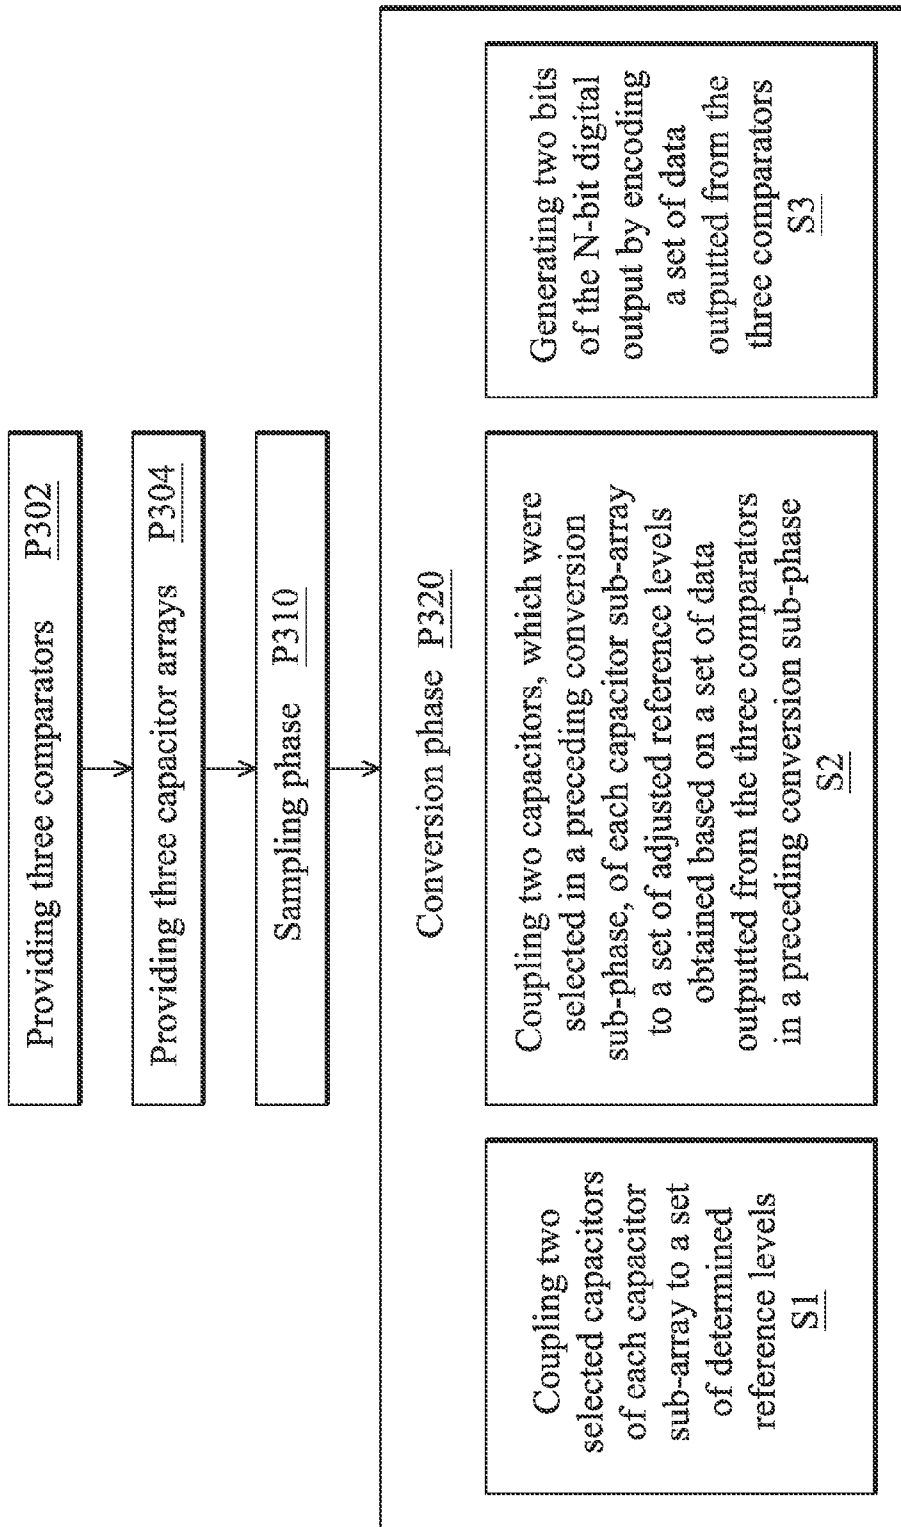 Providing three comparators P302
Providing three capacitor arrays P304
Sampling phase P310
Conversion phase P320
Coupling two
selected capacitors
of each capacitor
sub-array to a set
of determined
reference levels
S1
Coupling two capacitors, which were
selected in a preceding conversion
sub-phase, of each capacitor sub-array
to a set of adjusted reference levels
obtained based on a set of data
outputted from the three comparators
in a preceding conversion sub-phase
S2
Generating two bits
of the N-bit digital
output by encoding
a set of data
outputted from the
three comparators
S3